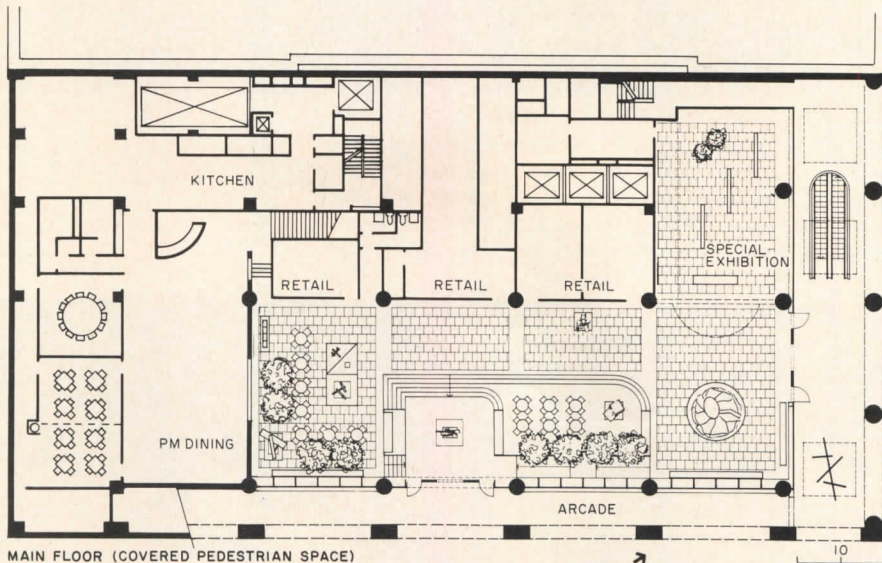 KITCHEN
RETAIL
RETAIL
RETAIL
SPECIAL
EXHIBITION
PM DINING
ARCADE
MAIN FLOOR (COVERED PEDESTRIAN SPACE)
10